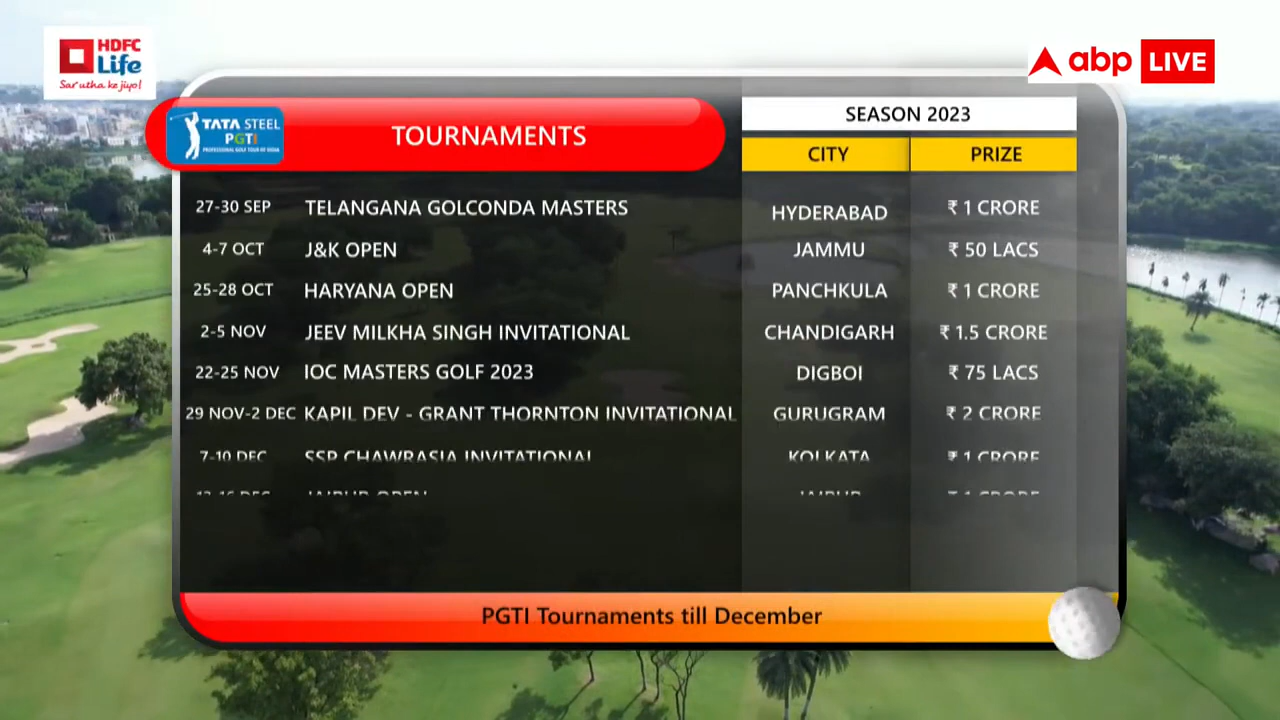 HDFC
Life
Sar utha ke jiyo!
abp LIVE
TATA STEEL
PGTI
PROFESSIONAL GOLF TOUR OF INDIA
TOURNAMENTS
SEASON 2023
CITY PRIZE
27-30 SEP TELANGANA GOLCONDA MASTERS HYDERABAD ₹ 1 CRORE
4-7 OCT J&K OPEN JAMMU ₹ 50 LACS
25-28 OCT HARYANA OPEN PANCHKULA ₹ 1 CRORE
2-5 NOV JEEV MILKHA SINGH INVITATIONAL CHANDIGARH ₹ 1.5 CRORE
22-25 NOV IOC MASTERS GOLF 2023 DIGBOI ₹ 75 LACS
29 NOV-2 DEC KAPIL DEV - GRANT THORNTON INVITATIONAL GURUGRAM ₹ 2 CRORE
7-10 DEC SSP CHAWRASIA INVITATIONAL KOLKATA ₹ 1 CRORE
PGTI Tournaments till December